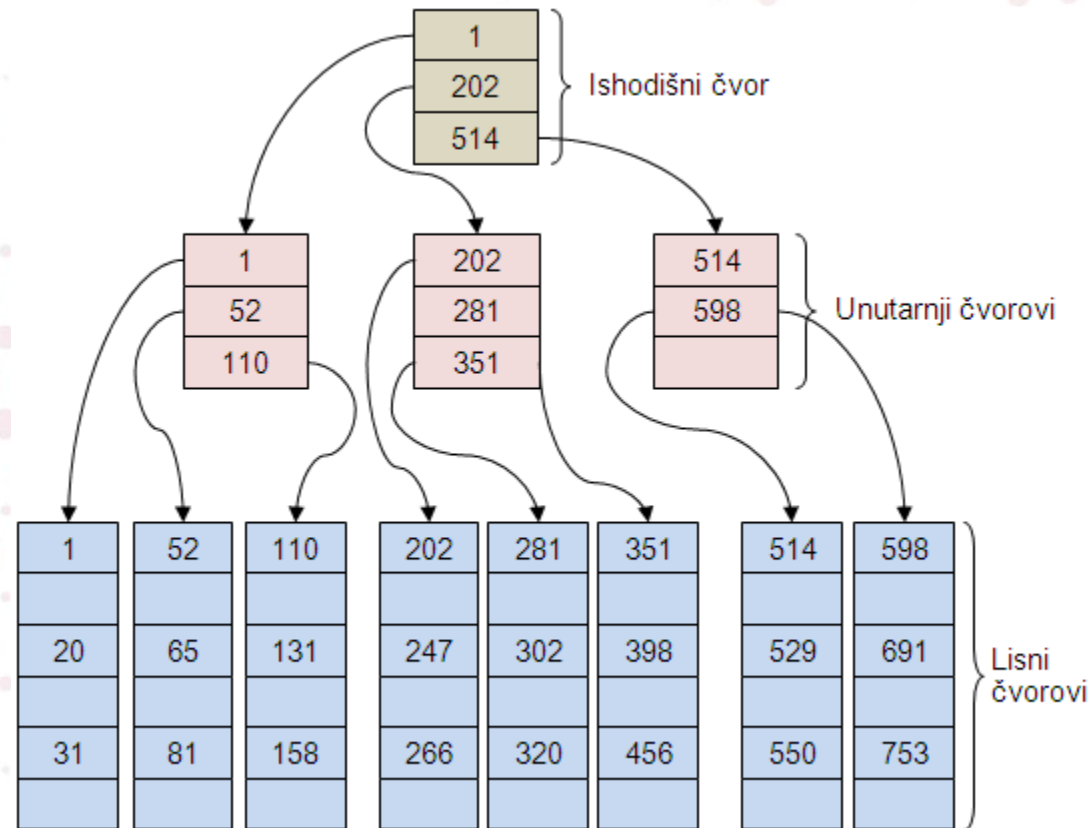 1
202
514
Ishodišni čvor
1
52
110
202
281
351
514
598
Unutarnji čvorovi
1 52 110 202 281 351 514 598
20 65 131 247 302 398 529 691
31 81 158 266 320 456 550 753
Lisni
čvorovi